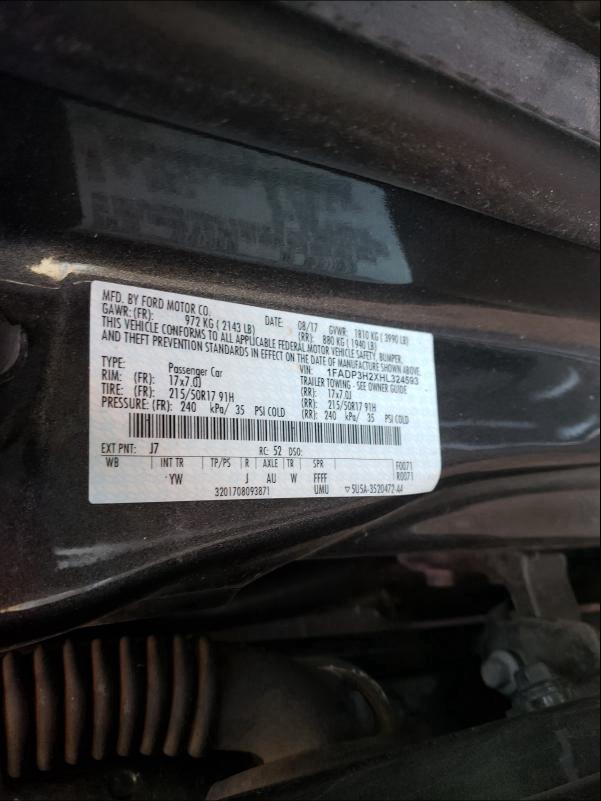 MFD. BY FORD MOTOR CO.
DATE: 08/17 GVWR: 1810 KG ( 3990 LB)
GAWR: (FR): 972 KG ( 2143 LB) (RR): 880 KG ( 1940 LB)
THIS VEHICLE CONFORMS TO ALL APPLICABLE FEDERAL MOTOR VEHICLE SAFETY, BUMPER,
AND THEFT PREVENTION STANDARDS IN EFFECT ON THE DATE OF MANUFACTURE SHOWN ABOVE.
VIN: 1FADP3H2XHL324593
TYPE: Passenger Car TRAILER TOWING - SEE OWNER GUIDE
RIM: (FR): 17x7.0J (RR): 17x7.0J
TIRE: (FR): 215/50R17 91H (RR): 215/50R17 91H
PRESSURE: (FR): 240 kPa/ 35 PSI COLD (RR): 240 kPa/ 35 PSI COLD
EXT PNT: J7 RC: 52 DSO:
WB INT TR TP/PS R AXLE TR SPR F0071
YW J AU W FFFF R0071
3201708093871 UMU ▽ 5U5A-3520472-AA